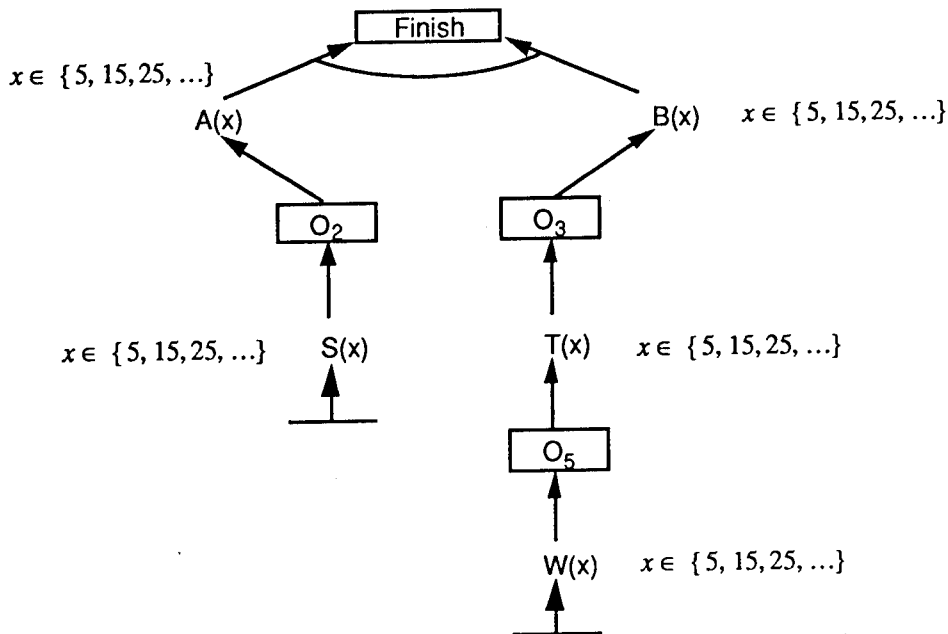 Finish
x ∈ {5, 15, 25, ...}
A(x)
B(x) x ∈ {5, 15, 25, ...}
O₂
O₃
x ∈ {5, 15, 25, ...} S(x)
T(x) x ∈ {5, 15, 25, ...}
O₅
W(x) x ∈ {5, 15, 25, ...}